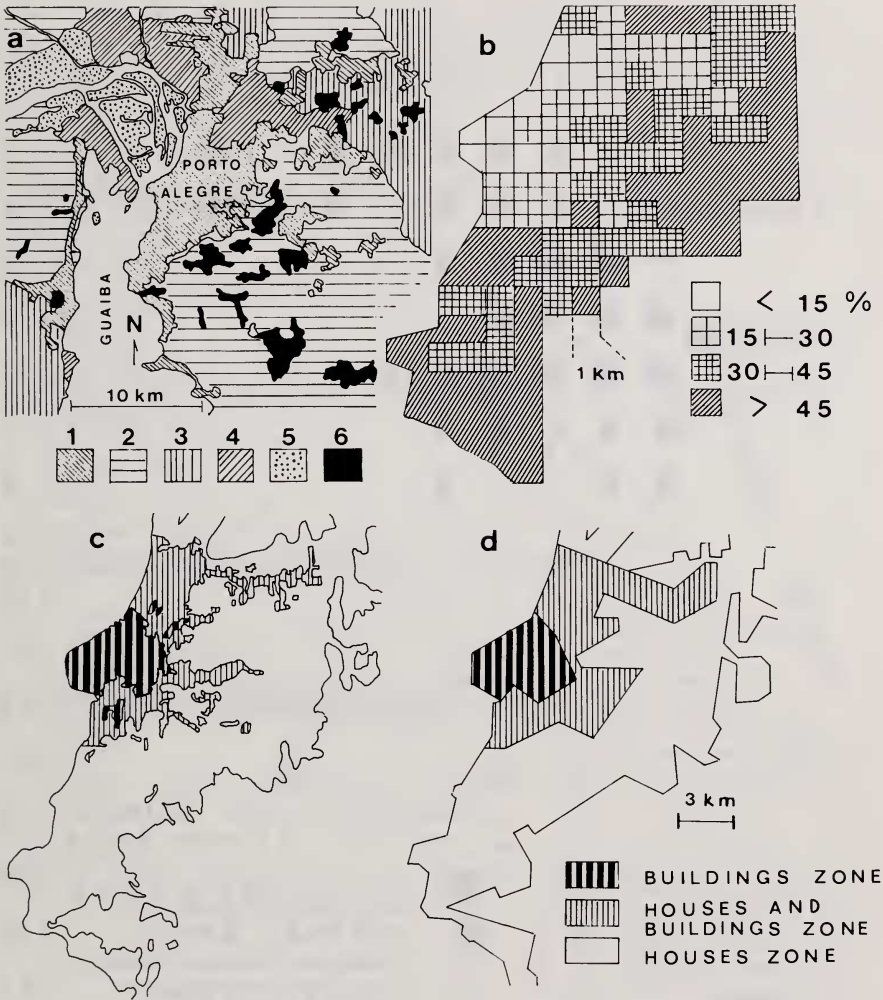 a
PORTO
ALEGRE
GUAIBA
N
10 km
1 2 3 4 5 6
b
< 15 %
15 ⊢— 30
30 ⊢⊣ 45
> 45
1 km
c
d
3 km
BUILDINGS ZONE
HOUSES AND
BUILDINGS ZONE
HOUSES ZONE